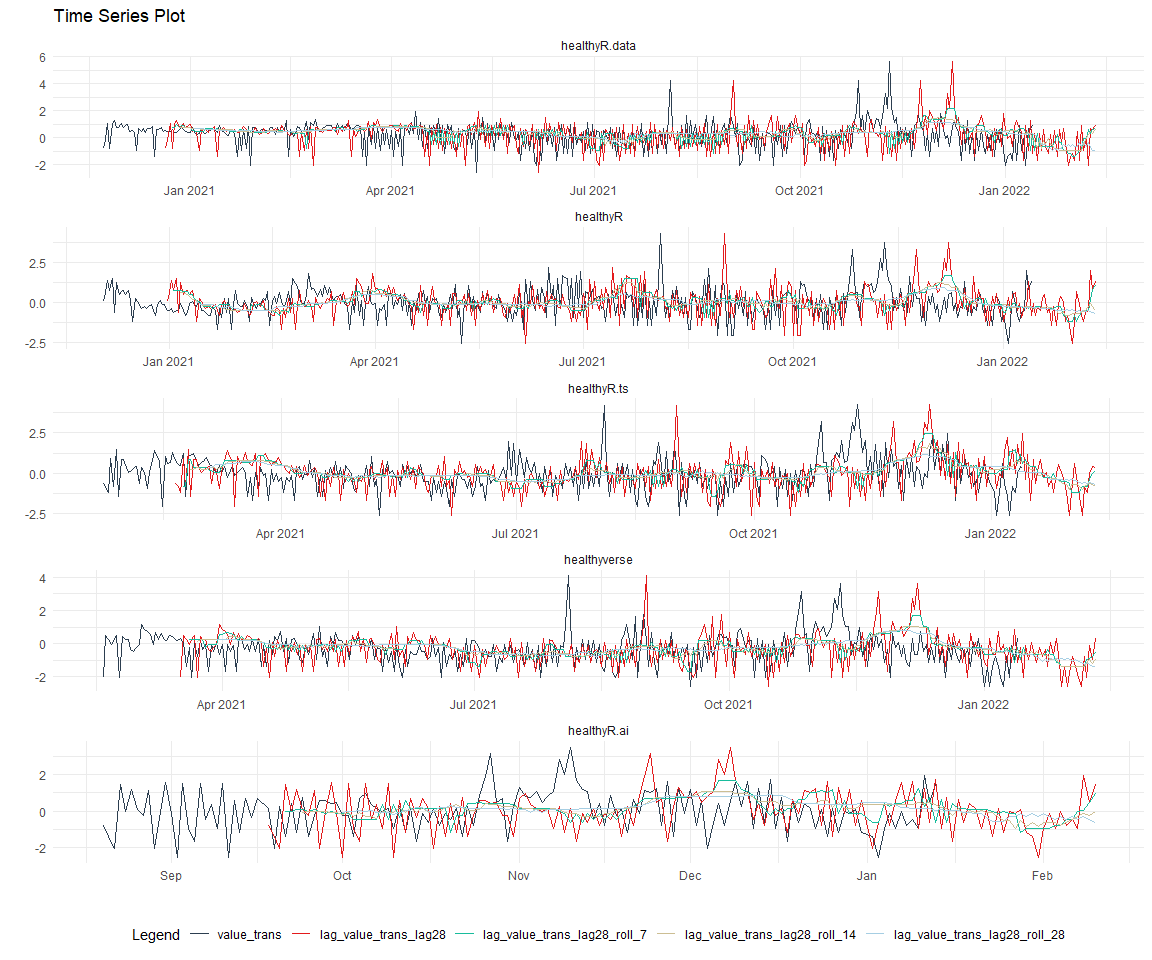 Time Series Plot
healthyR.data
6
4
2
0
-2
Jan 2021 Apr 2021 Jul 2021 Oct 2021 Jan 2022
healthyR
2.5
0.0
-2.5
Jan 2021 Apr 2021 Jul 2021 Oct 2021 Jan 2022
healthyR.ts
2.5
0.0
-2.5
Apr 2021 Jul 2021 Oct 2021 Jan 2022
healthyverse
4
2
0
-2
Apr 2021 Jul 2021 Oct 2021 Jan 2022
healthyR.ai
2
0
-2
Sep Oct Nov Dec Jan Feb
Legend value_trans lag_value_trans_lag28 lag_value_trans_lag28_roll_7 lag_value_trans_lag28_roll_14 lag_value_trans_lag28_roll_28